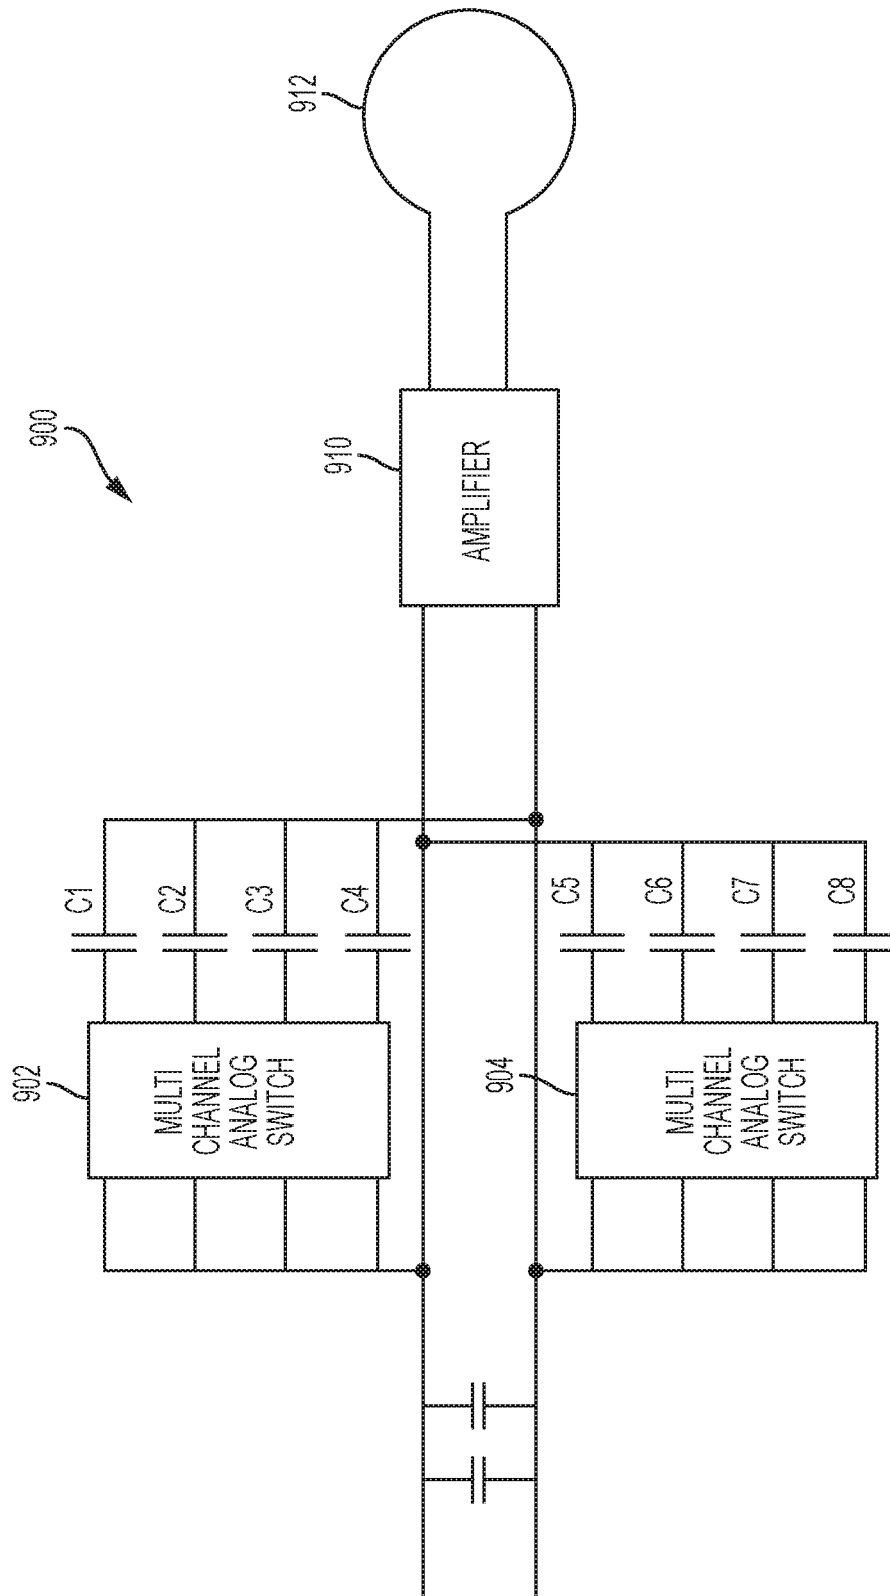 900
912
910
AMPLIFIER
C1
C2
C3
C4
C5
C6
C7
C8
902
MULTI
CHANNEL
ANALOG
SWITCH
904
MULTI
CHANNEL
ANALOG
SWITCH